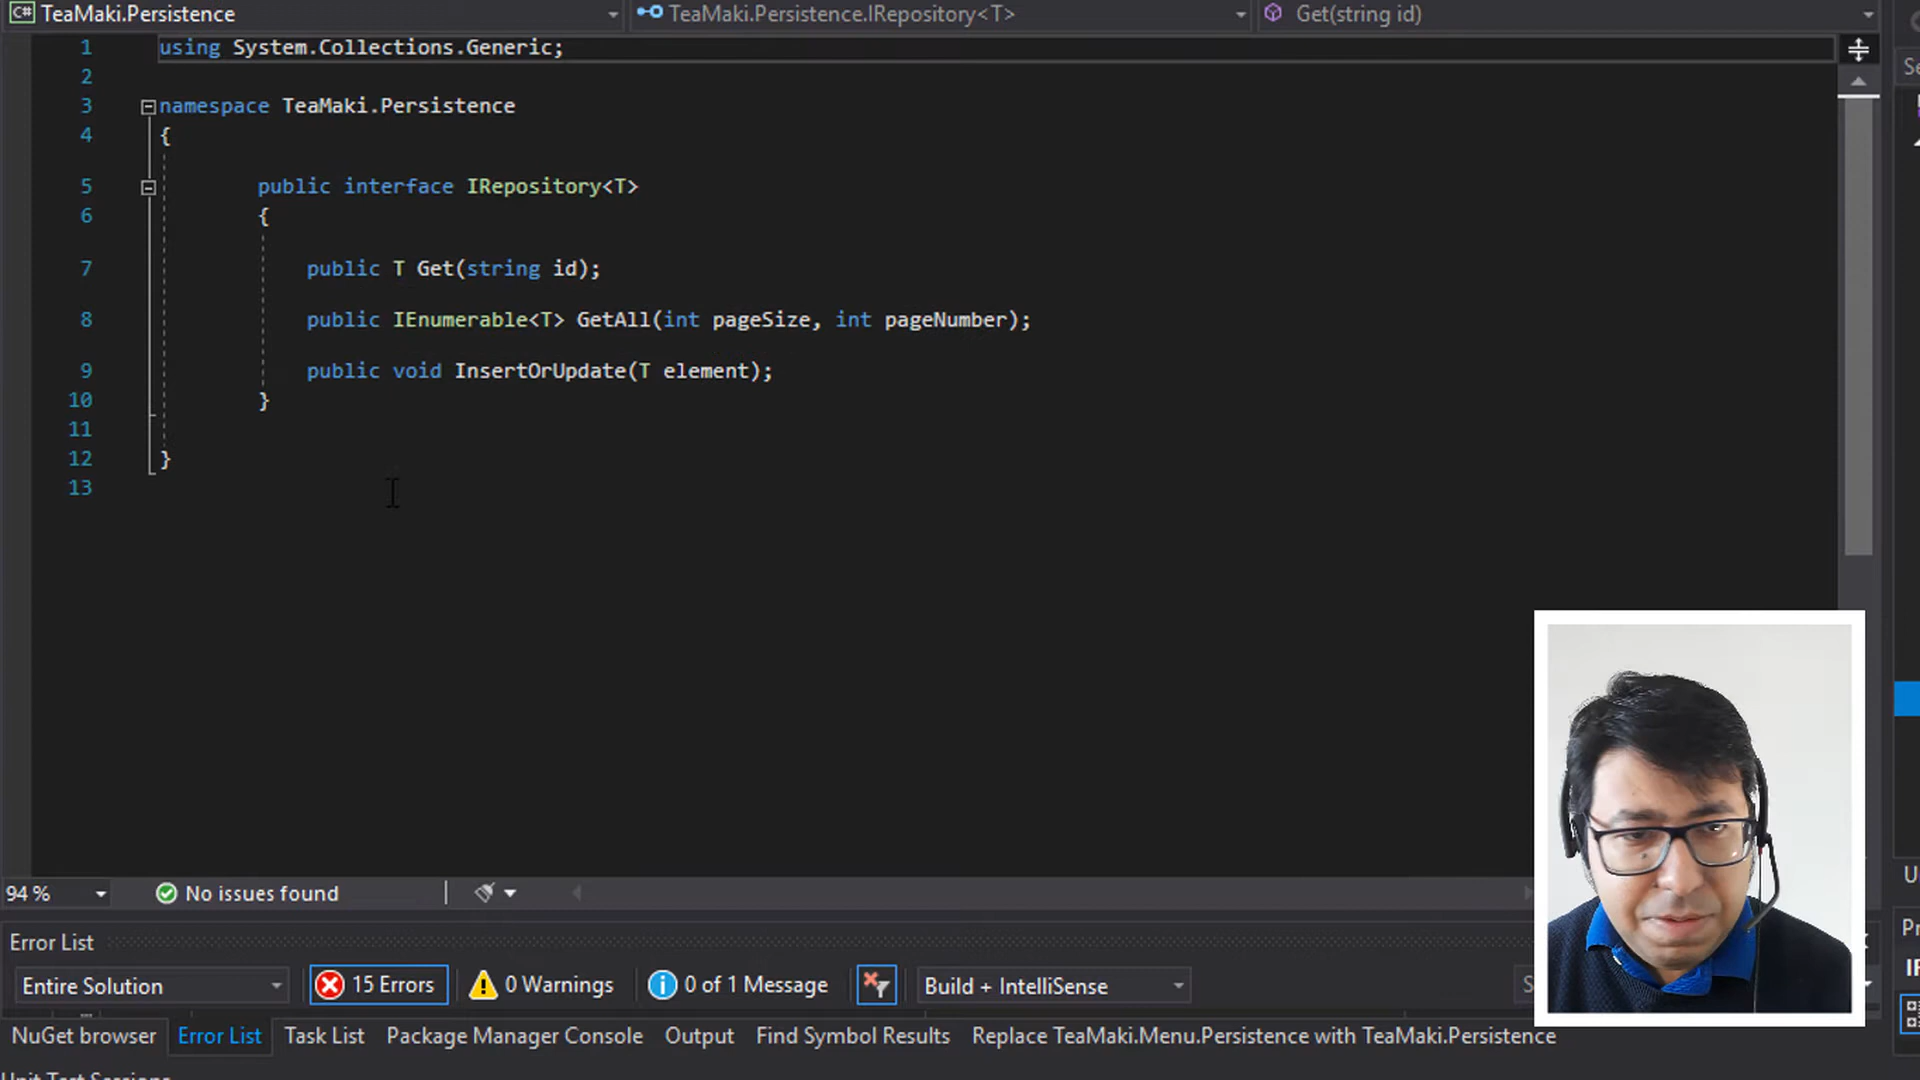 C# TeaMaki.Persistence TeaMaki.Persistence.IRepository<T> Get(string id)
1 using System.Collections.Generic;
2
3 namespace TeaMaki.Persistence
4 {
5 public interface IRepository<T>
6 {
7 public T Get(string id);
8 public IEnumerable<T> GetAll(int pageSize, int pageNumber);
9 public void InsertOrUpdate(T element);
10 }
11
12 }
13
94 % No issues found
Error List
Entire Solution 15 Errors 0 Warnings 0 of 1 Message Build + IntelliSense
NuGet browser Error List Task List Package Manager Console Output Find Symbol Results Replace TeaMaki.Menu.Persistence with TeaMaki.Persistence
Unit Test Sessions